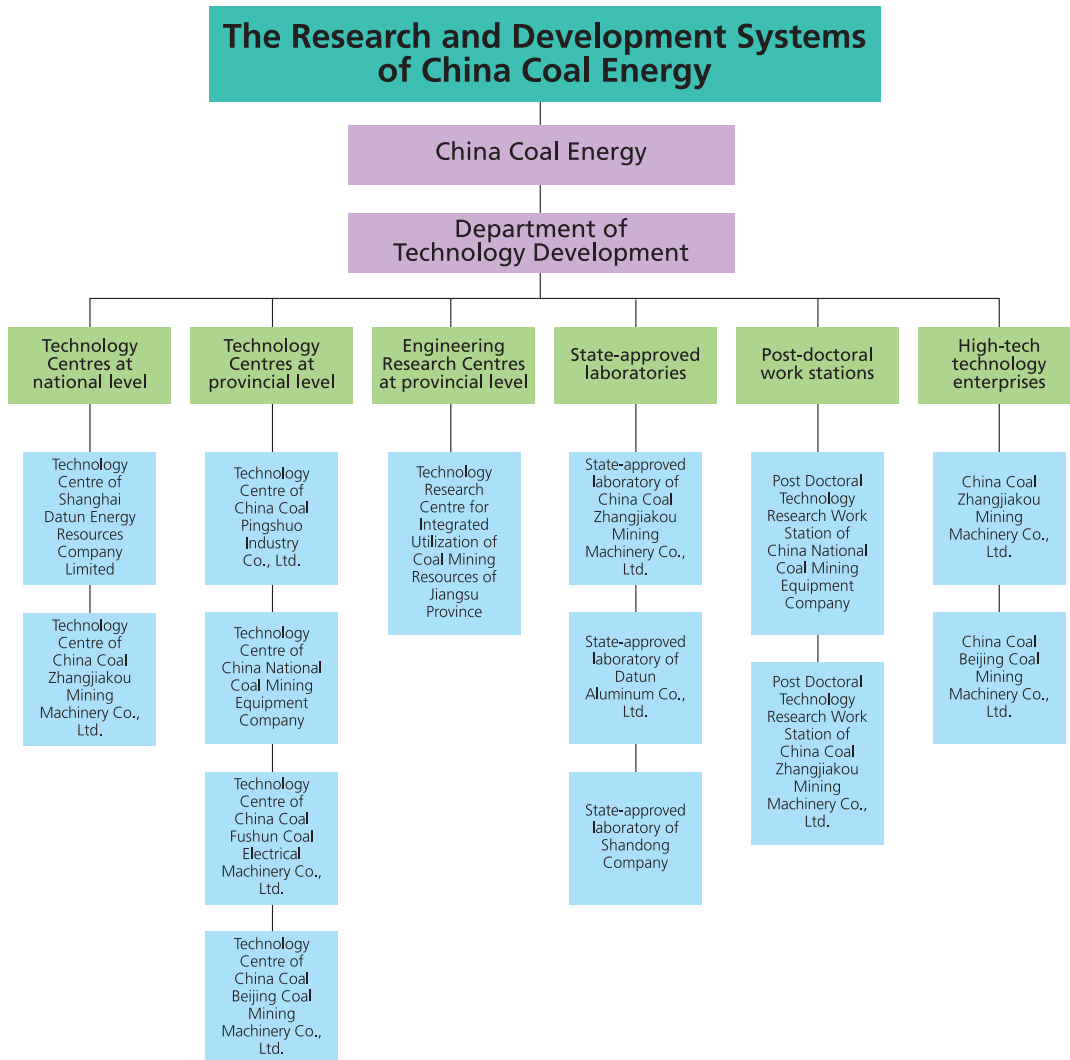 The Research and Development Systems
of China Coal Energy
China Coal Energy
Department of
Technology Development
Technology
Centres at
national level
Technology
Centres at
provincial level
Engineering
Research Centres
at provincial level
State-approved
laboratories
Post-doctoral
work stations
High-tech
technology
enterprises
Technology
Centre of
Shanghai
Datun Energy
Resources
Company
Limited
Technology
Centre of
China Coal
Zhangjiakou
Mining
Machinery Co.,
Ltd.
Technology
Centre of
China Coal
Pingshuo
Industry
Co., Ltd.
Technology
Centre of
China National
Coal Mining
Equipment
Company
Technology
Centre of
China Coal
Fushun Coal
Electrical
Machinery Co.,
Ltd.
Technology
Centre of
China Coal
Beijing Coal
Mining
Machinery Co.,
Ltd.
Technology
Research
Centre for
Integrated
Utilization of
Coal Mining
Resources of
Jiangsu
Province
State-approved
laboratory of
China Coal
Zhangjiakou
Mining
Machinery Co.,
Ltd.
State-approved
laboratory of
Datun
Aluminum Co.,
Ltd.
State-approved
laboratory of
Shandong
Company
Post Doctoral
Technology
Research Work
Station of
China National
Coal Mining
Equipment
Company
Post Doctoral
Technology
Research Work
Station of
China Coal
Zhangjiakou
Mining
Machinery Co.,
Ltd.
China Coal
Zhangjiakou
Mining
Machinery Co.,
Ltd.
China Coal
Beijing Coal
Mining
Machinery Co.,
Ltd.